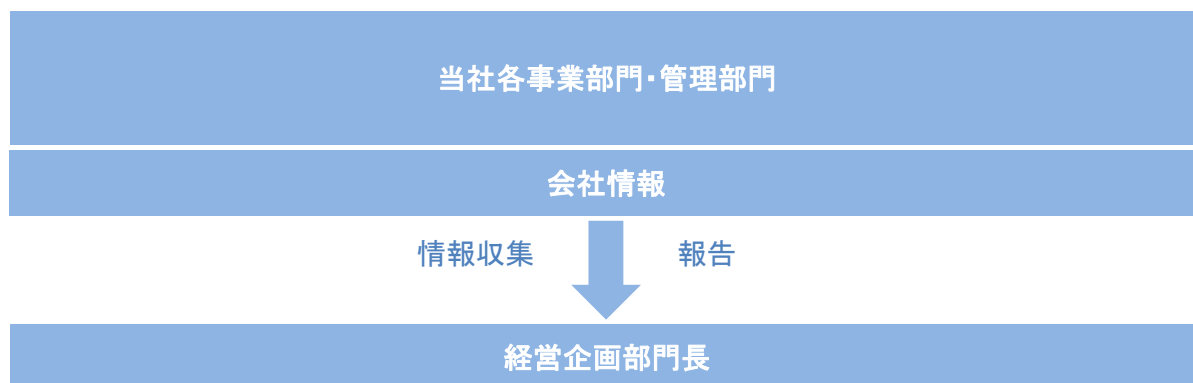 当社各事業部門・管理部門
会社情報
情報収集 報告
経営企画部門長